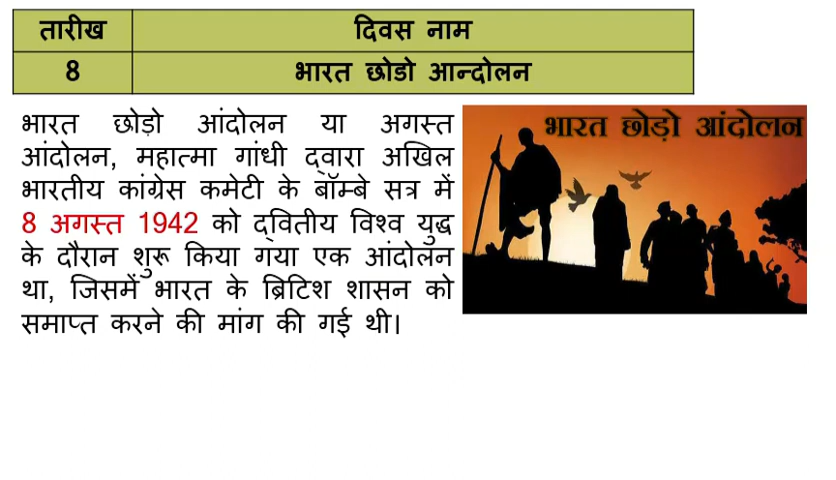 तारीख दिवस नाम
8 भारत छोडो आन्दोलन
भारत छोड़ो आंदोलन या अगस्त
आंदोलन, महात्मा गांधी द्वारा अखिल
भारतीय कांग्रेस कमेटी के बॉम्बे सत्र में
8 अगस्त 1942 को द्वितीय विश्व युद्ध
के दौरान शुरू किया गया एक आंदोलन
था, जिसमें भारत के ब्रिटिश शासन को
समाप्त करने की मांग की गई थी।
भारत छोड़ो आंदोलन